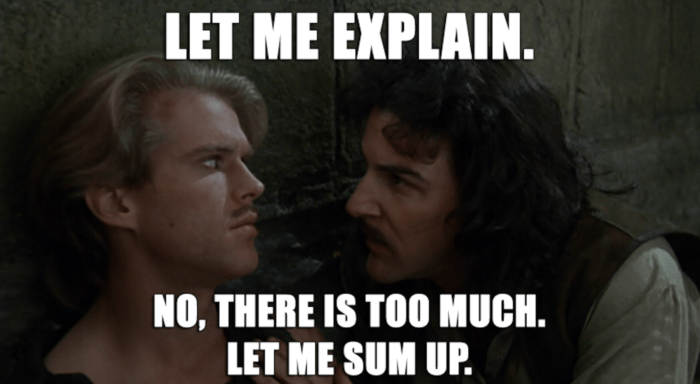 LET ME EXPLAIN.
NO, THERE IS TOO MUCH.
LET ME SUM UP.